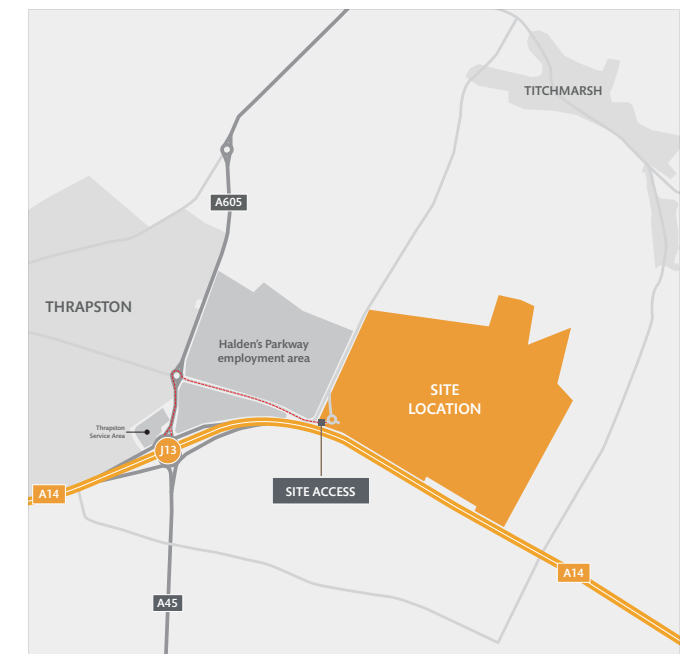 TITCHMARSH
A605
THRAPSTON
Halden's Parkway
employment area
SITE
LOCATION
Thrapston
Service Area
J13
SITE ACCESS
A14
A14
A45